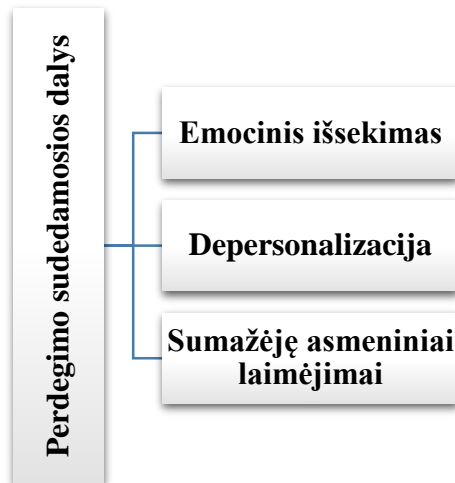 Perdegimo sudedamosios dalys
Emocinis išsekimas
Depersonalizacija
Sumažėję asmeniniai
laimėjimai